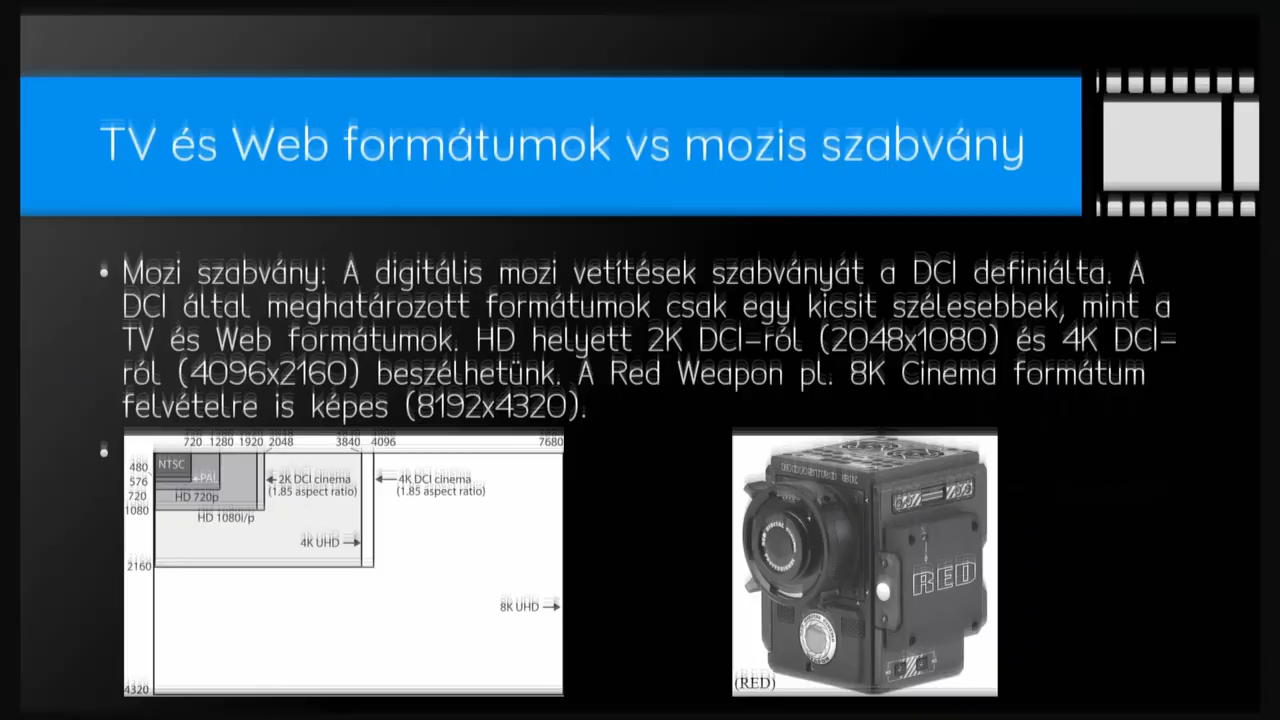 TV és Web formátumok vs mozis szabvány
• Mozi szabvány: A digitális mozi vetítések szabványát a DCI definiálta. A
DCI által meghatározott formátumok csak egy kicsit szélesebbek, mint a
TV és Web formátumok. HD helyett 2K DCI-ról (2048x1080) és 4K DCI-
ról (4096x2160) beszélhetünk. A Red Weapon pl. 8K Cinema formátum
felvételre is képes (8192x4320).
720 1280 1920 2048 3840 4096 7680
480
576
720
1080
2160
4320
NTSC
PAL
HD 720p
HD 1080i/p
2K DCI cinema
(1.85 aspect ratio)
4K DCI cinema
(1.85 aspect ratio)
4K UHD
8K UHD
MONSTRO 8K
RED
(RED)